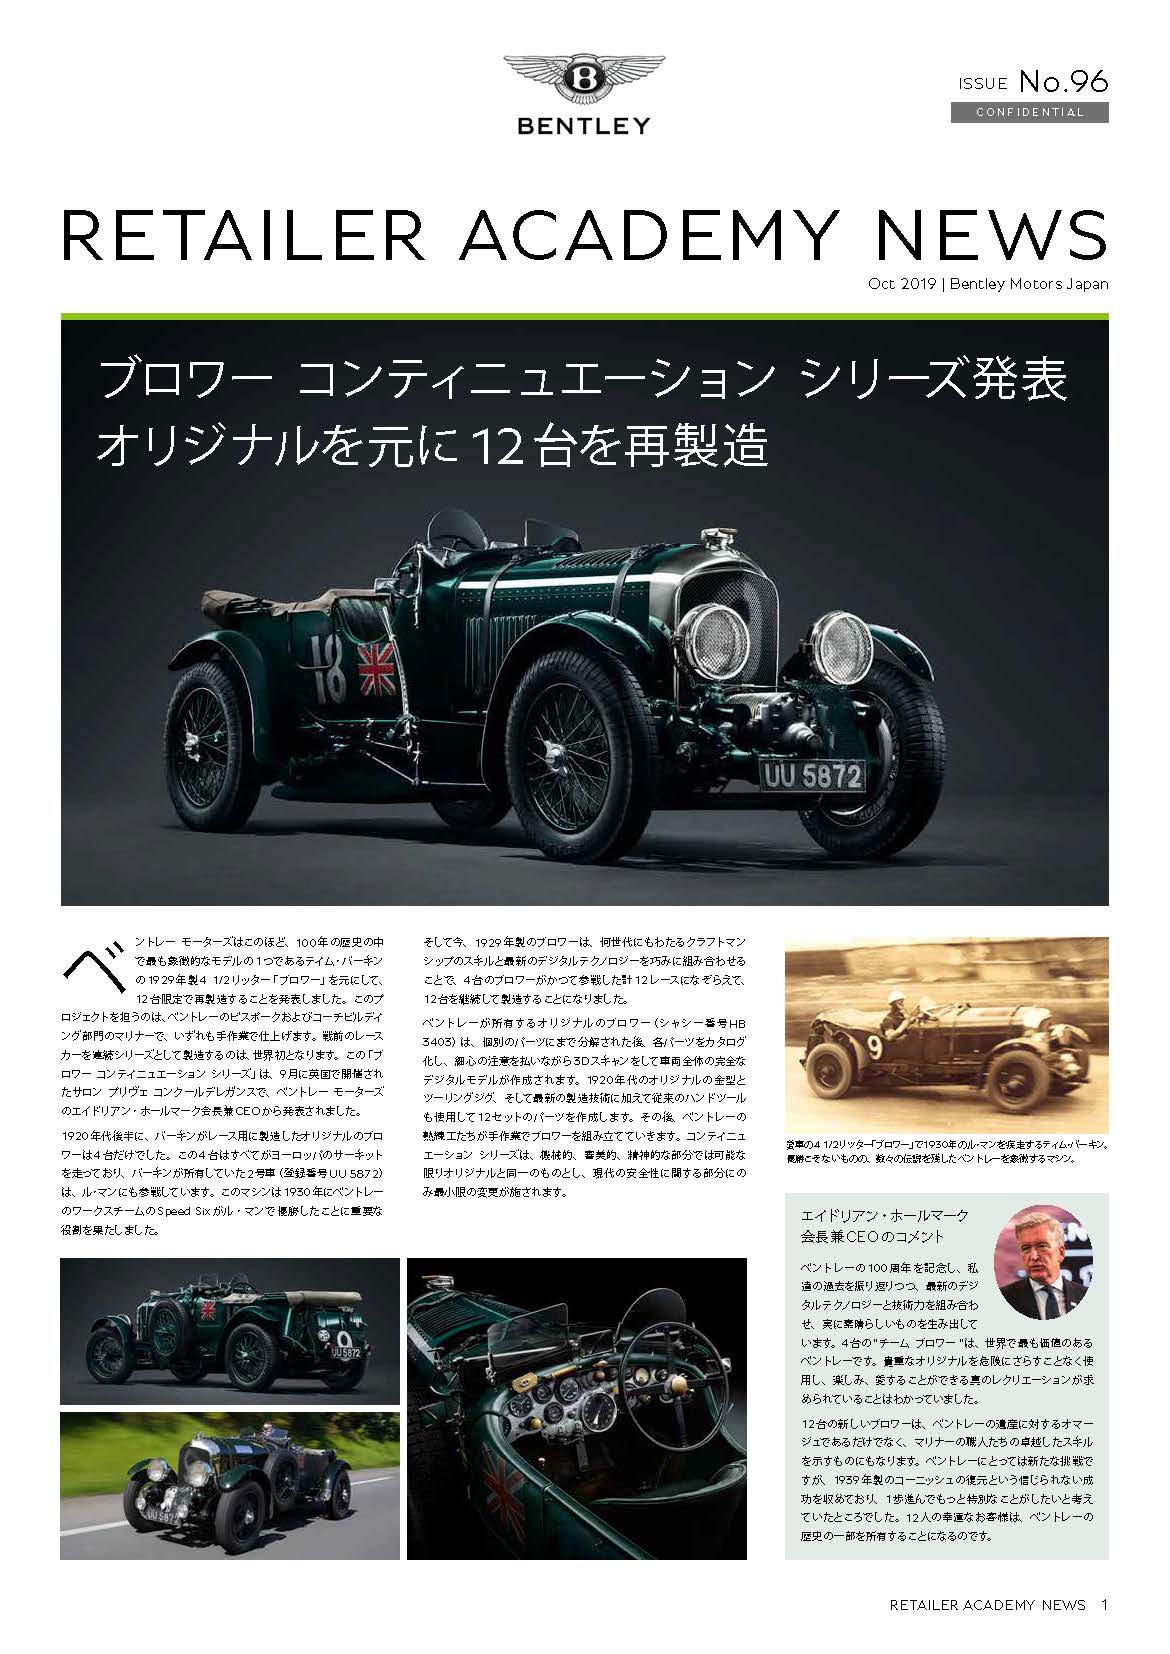 BENTLEY
ISSUE No.96
CONFIDENTIAL
RETAILER ACADEMY NEWS
Oct 2019 | Bentley Motors Japan
ブロワー コンティニュエーション シリーズ発表
オリジナルを元に12台を再製造
18
UU 5872
ベントレー モーターズはこのほど、100年の歴史の中
で最も象徴的なモデルの1つであるティム・バーキン
の1929年製4 1/2リッター「ブロワー」を元にして、
12台限定で再製造することを発表しました。このプ
ロジェクトを担うのは、ベントレーのビスポークおよびコーチビルディ
ング部門のマリナーで、いずれも手作業で仕上げます。戦前のレース
カーを連続シリーズとして製造するのは、世界初となります。この「ブ
ロワー コンティニュエーション シリーズ」は、9月に英国で開催され
たサロン プリヴェ コンクールデレガンスで、ベントレー モーターズ
のエイドリアン・ホールマーク会長兼CEOから発表されました。
1920年代後半に、バーキンがレース用に製造したオリジナルのブロ
ワーは4台だけでした。この4台はすべてがヨーロッパのサーキット
を走っており、バーキンが所有していた2号車（登録番号UU 5872）
は、ル・マンにも参戦しています。このマシンは1930年にベントレー
のワークスチームのSpeed Sixがル・マンで優勝したことに重要な
役割を果たしました。
そして今、1929年製のブロワーは、何世代にもわたるクラフトマン
シップのスキルと最新のデジタルテクノロジーを巧みに組み合わせる
ことで、4台のブロワーがかつて参戦した計12レースになぞらえて、
12台を継続して製造することになりました。
ベントレーが所有するオリジナルのブロワー（シャシー番号HB
3403）は、個別のパーツにまで分解された後、各パーツをカタログ
化し、細心の注意を払いながら3Dスキャンをして車両全体の完全な
デジタルモデルが作成されます。1920年代のオリジナルの金型と
ツーリングジグ、そして最新の製造技術に加えて従来のハンドツール
も使用して12セットのパーツを作成します。その後、ベントレーの
熟練工たちが手作業でブロワーを組み立てていきます。コンティニュ
エーション シリーズは、機械的、審美的、精神的な部分では可能な
限りオリジナルと同一のものとし、現代の安全性に関する部分にの
み最小限の変更が施されます。
9
愛車の4 1/2リッター「ブロワー」で1930年のル・マンを疾走するティム・バーキン。
優勝こそないものの、数々の伝説を残したベントレーを象徴するマシン。
エイドリアン・ホールマーク
会長兼CEOのコメント
ベントレーの100周年を記念し、私
達の過去を振り返りつつ、最新のデジ
タルテクノロジーと技術力を組み合わ
せ、実に素晴らしいものを生み出して
います。4台の"チーム ブロワー"は、世界で最も価値のある
ベントレーです。貴重なオリジナルを危険にさらすことなく使
用し、楽しみ、愛することができる真のレクリエーションが求
められていることはわかっていました。
12台の新しいブロワーは、ベントレーの遺産に対するオマー
ジュであるだけでなく、マリナーの職人たちの卓越したスキル
を示すものにもなります。ベントレーにとっては新たな挑戦で
すが、1939年製のコーニッシュの復元という信じられない成
功を収めており、1歩進んでもっと特別なことがしたいと考え
ていたところでした。12人の幸運なお客様は、ベントレーの
歴史の一部を所有することになるのです。
UU 5872
UU 5872
RETAILER ACADEMY NEWS 1